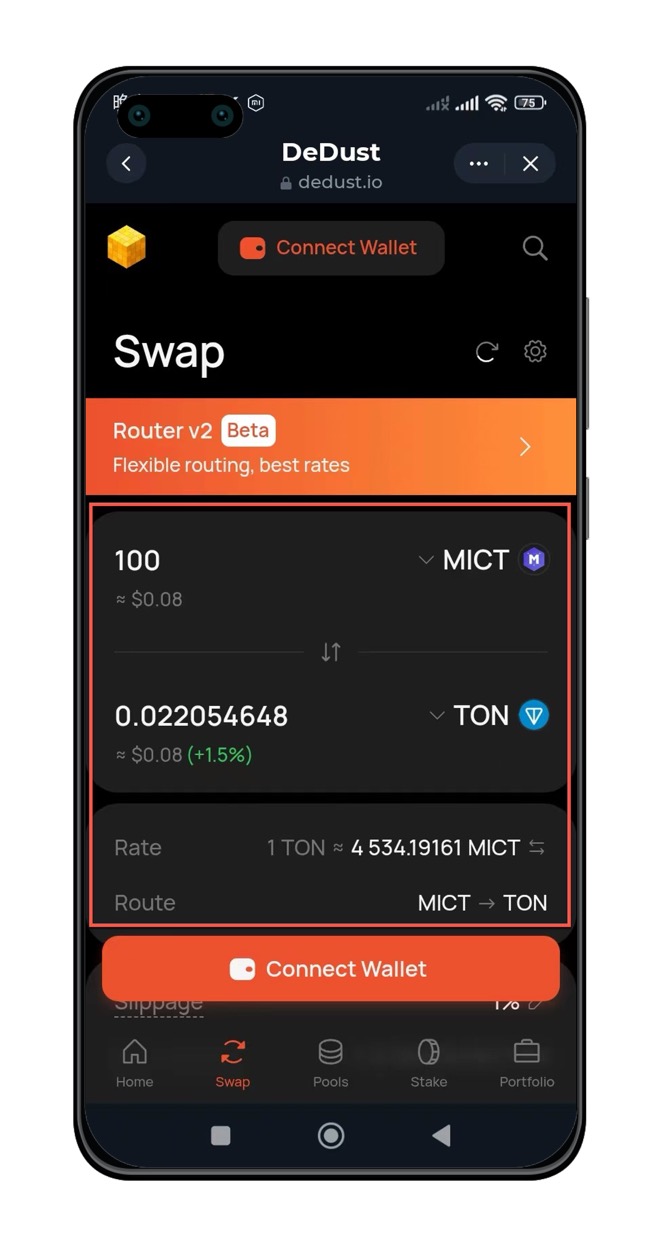 75
DeDust
dedust.io
Connect Wallet
Swap
Router v2 Beta
Flexible routing, best rates
100 MICT
≈ $0.08
0.022054648 TON
≈ $0.08 (+1.5%)
Rate 1 TON ≈ 4 534.19161 MICT
Route MICT → TON
Connect Wallet
Slippage 1%
Home Swap Pools Stake Portfolio